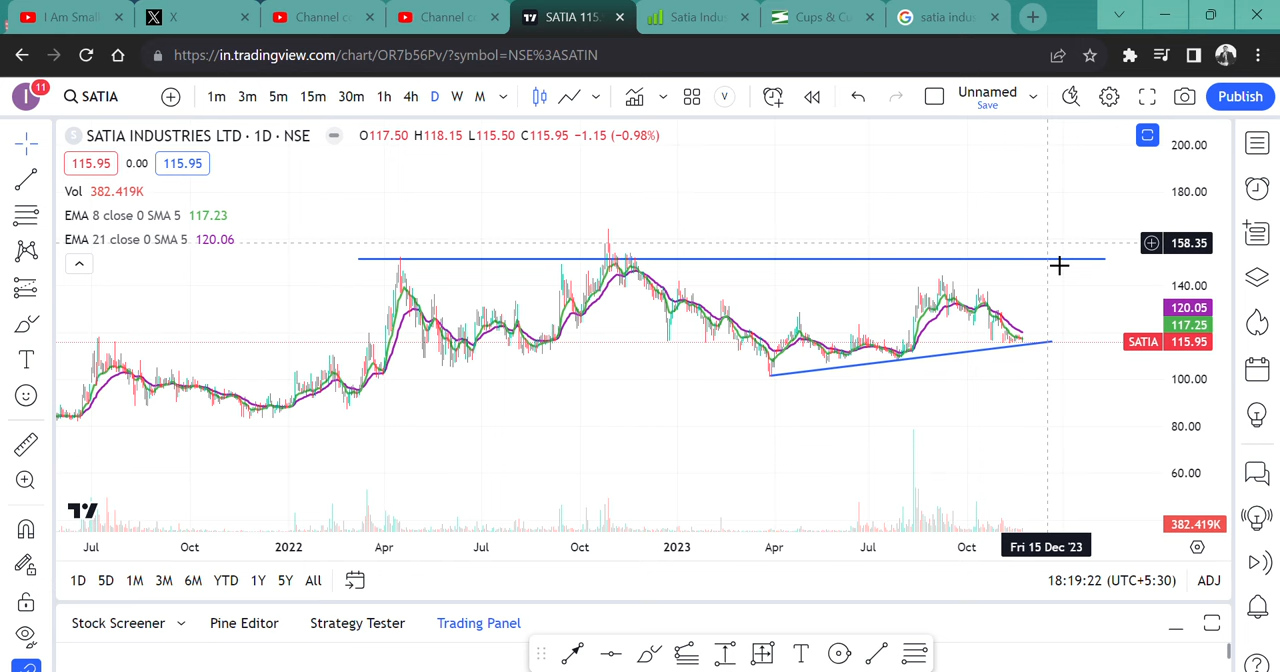 I Am Small
X
Channel c
Channel c
SATIA 115.
Satia Indus
Cups & Cu
satia indus
https://in.tradingview.com/chart/OR7b56Pv/?symbol=NSE%3ASATIN
I 11 SATIA 1m 3m 5m 15m 30m 1h 4h D W M V Unnamed Save Publish
S SATIA INDUSTRIES LTD · 1D · NSE O117.50 H118.15 L115.50 C115.95 −1.15 (−0.98%)
115.95 0.00 115.95
Vol 382.419K
EMA 8 close 0 SMA 5 117.23
EMA 21 close 0 SMA 5 120.06
200.00
180.00
158.35
140.00
120.05
117.25
SATIA 115.95
100.00
80.00
60.00
382.419K
Jul Oct 2022 Apr Jul Oct 2023 Apr Jul Oct Fri 15 Dec '23
1D 5D 1M 3M 6M YTD 1Y 5Y All 18:19:22 (UTC+5:30) ADJ
Stock Screener Pine Editor Strategy Tester Trading Panel